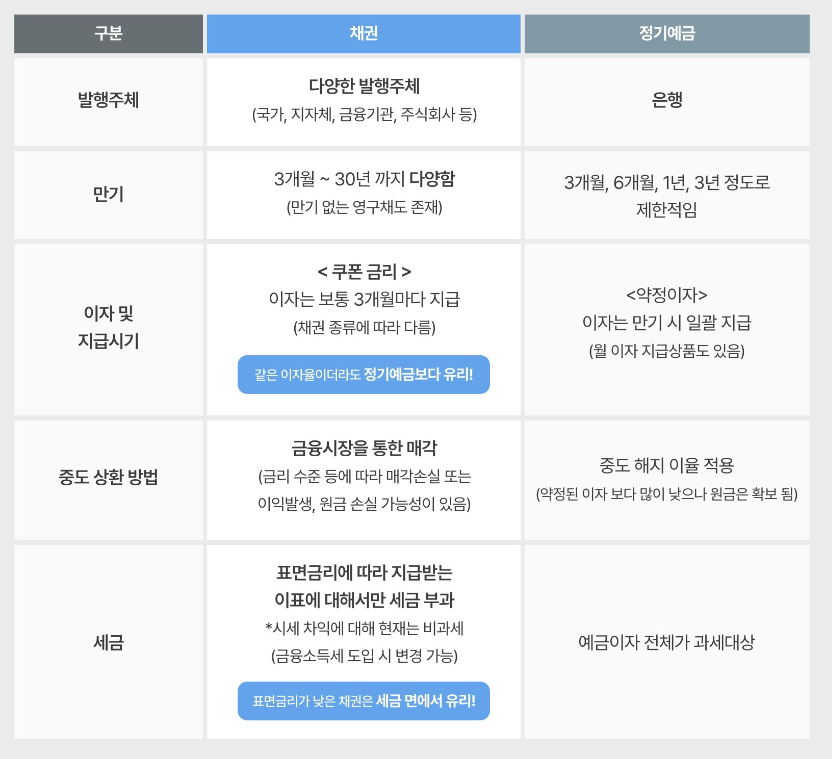 구분
채권
정기예금
발행주체
다양한 발행주체
(국가, 지자체, 금융기관, 주식회사 등)
은행
만기
3개월 ~ 30년 까지 다양함
(만기 없는 영구채도 존재)
3개월, 6개월, 1년, 3년 정도로
제한적임
이자 및
지급시기
< 쿠폰 금리 >
이자는 보통 3개월마다 지급
(채권 종류에 따라 다름)
같은 이자율이더라도 정기예금보다 유리!
<약정이자>
이자는 만기 시 일괄 지급
(월 이자 지급상품도 있음)
중도 상환 방법
금융시장을 통한 매각
(금리 수준 등에 따라 매각손실 또는
이익발생, 원금 손실 가능성이 있음)
중도 해지 이율 적용
(약정된 이자 보다 많이 낮으나 원금은 확보 됨)
세금
표면금리에 따라 지급받는
이표에 대해서만 세금 부과
*시세 차익에 대해 현재는 비과세
(금융소득세 도입 시 변경 가능)
표면금리가 낮은 채권은 세금 면에서 유리!
예금이자 전체가 과세대상